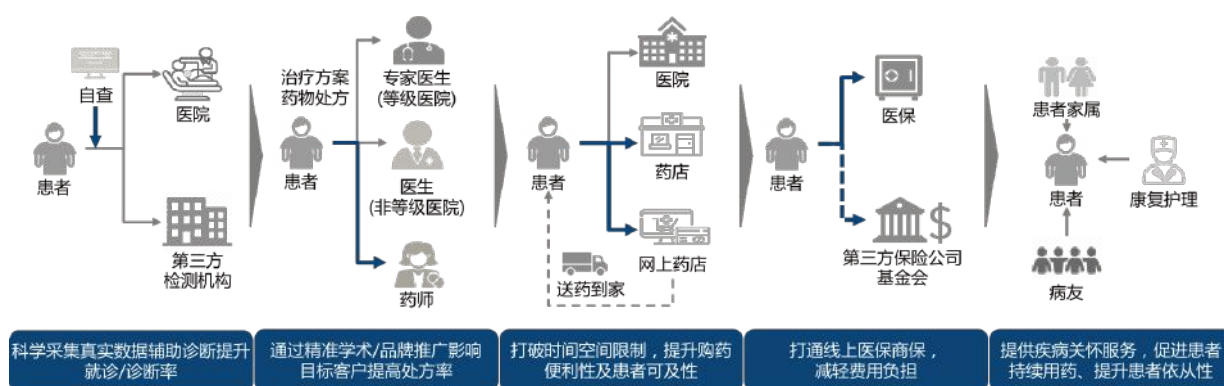 自查
患者
医院
第三方
检测机构
科学采集真实数据辅助诊断提升
就诊/诊断率
治疗方案
药物处方
患者
专家医生
(等级医院)
医生
(非等级医院)
药师
通过精准学术/品牌推广影响
目标客户提高处方率
患者
医院
药店
网上药店
送药到家
打破时间空间限制，提升购药
便利性及患者可及性
患者
医保
$
第三方保险公司
基金会
打通线上医保商保，
减轻费用负担
患者家属
患者
康复护理
病友
提供疾病关怀服务，促进患者
持续用药、提升患者依从性